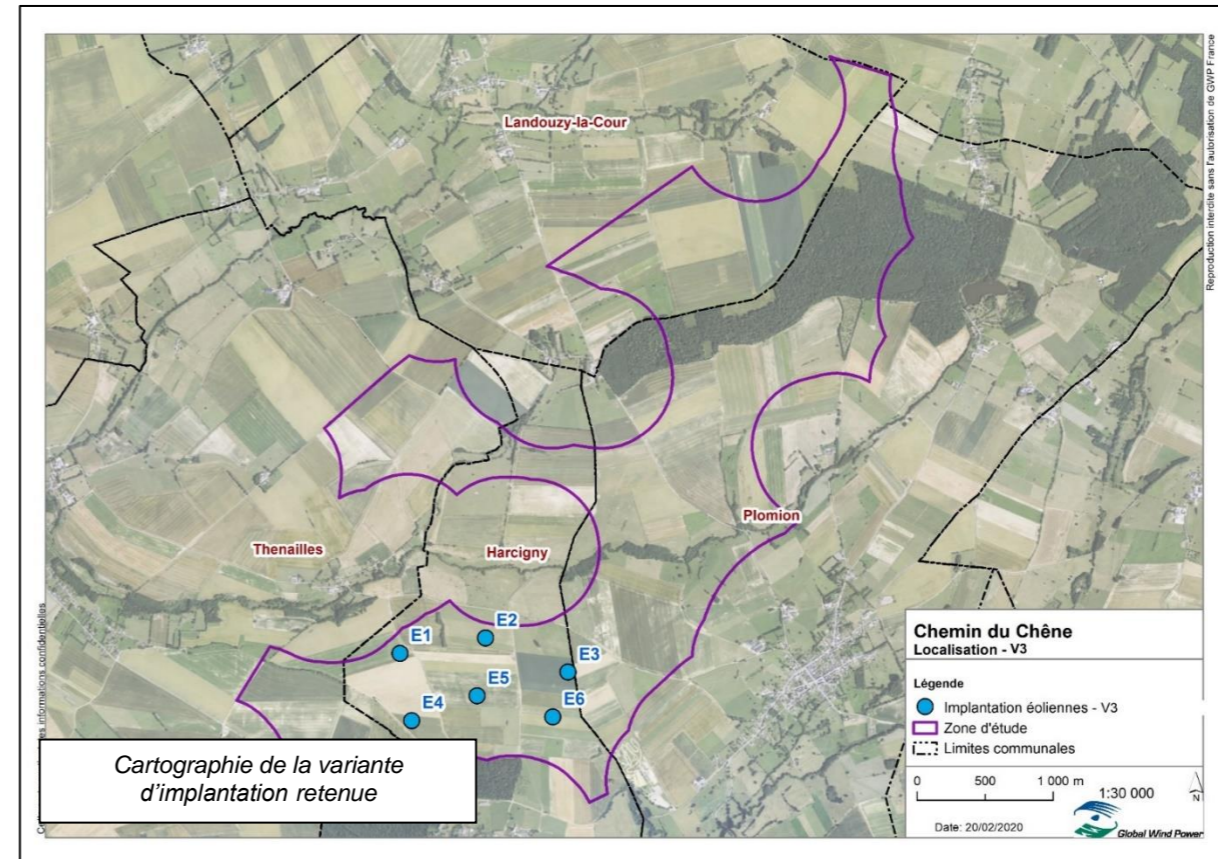 Landouzy-la-Cour
Thenailles
Harcigny
Plomion
E1
E2
E3
E4
E5
E6
Reproduction interdite sans l'autorisation de GWP France
informations confidentielles
Cartographie de la variante
d'implantation retenue
Chemin du Chêne
Localisation - V3
Légende
Implantation éoliennes - V3
Zone d'étude
Limites communales
0 500 1 000 m
1:30 000
N
Date: 20/02/2020
Global Wind Power